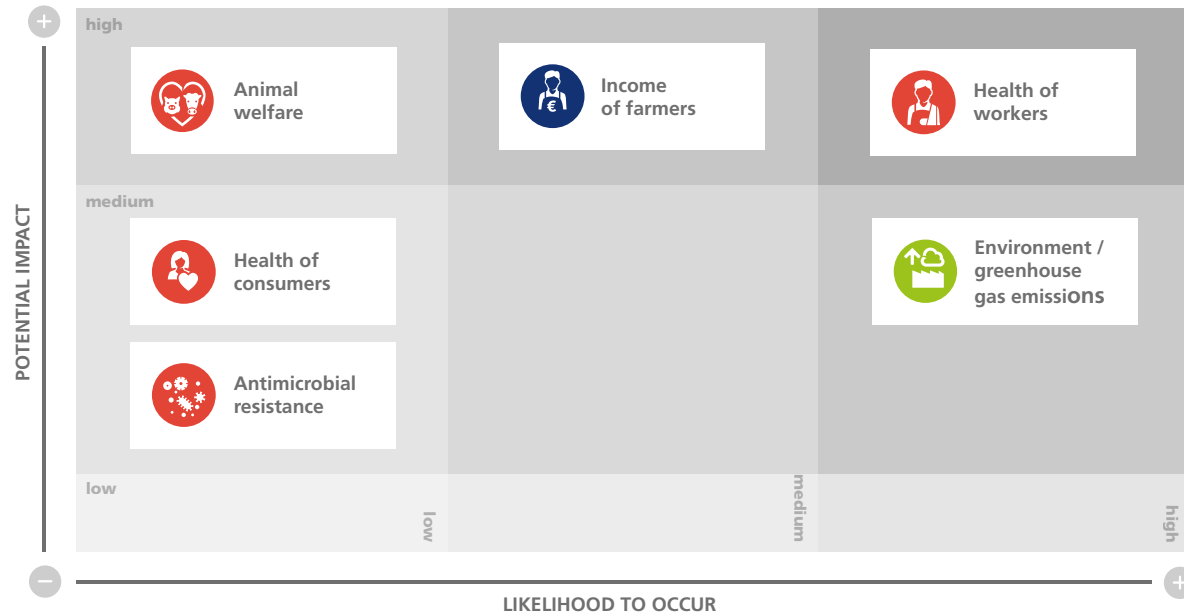 high
Animal
welfare
Income
of farmers
€
Health of
workers
medium
Health of
consumers
Environment /
greenhouse
gas emissions
Antimicrobial
resistance
low
low
medium
high
POTENTIAL IMPACT
LIKELIHOOD TO OCCUR